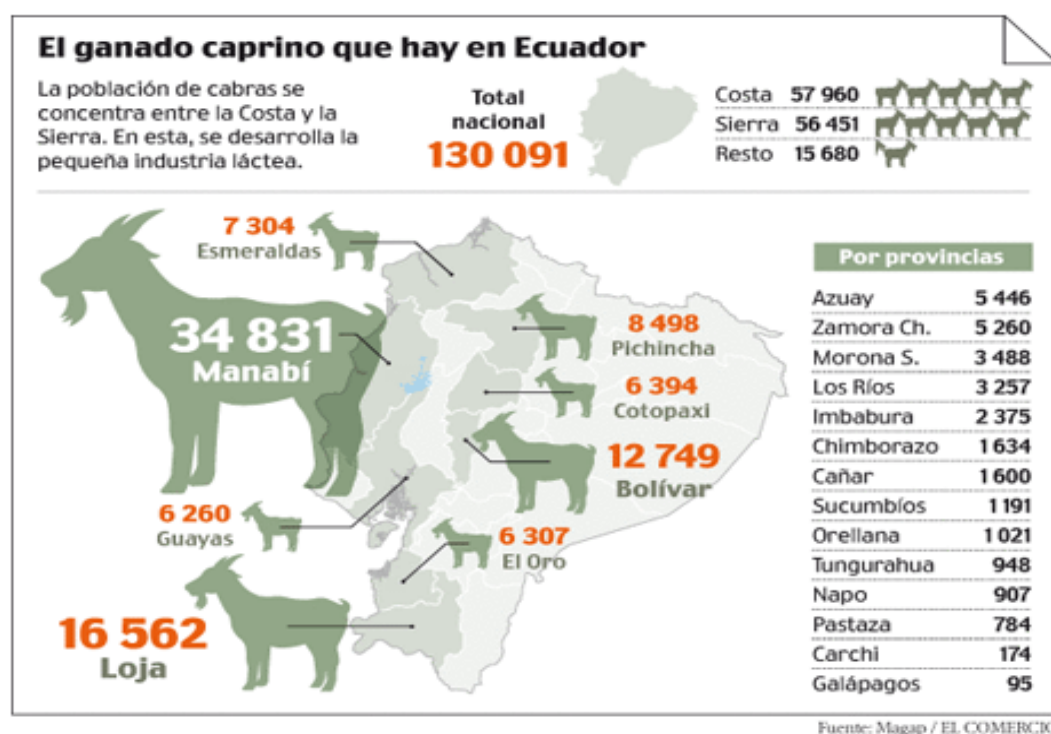 El ganado caprino que hay en Ecuador
La población de cabras se
concentra entre la Costa y la
Sierra. En esta, se desarrolla la
pequeña industria láctea.
Total
nacional
130 091
Costa 57 960
Sierra 56 451
Resto 15 680
7 304
Esmeraldas
34 831
Manabí
8 498
Pichincha
6 394
Cotopaxi
12 749
Bolívar
6 260
Guayas
6 307
El Oro
16 562
Loja
Por provincias
Azuay 5 446
Zamora Ch. 5 260
Morona S. 3 488
Los Ríos 3 257
Imbabura 2 375
Chimborazo 1 634
Cañar 1 600
Sucumbíos 1 191
Orellana 1 021
Tungurahua 948
Napo 907
Pastaza 784
Carchi 174
Galápagos 95
Fuente: Magap / EL COMERCIO